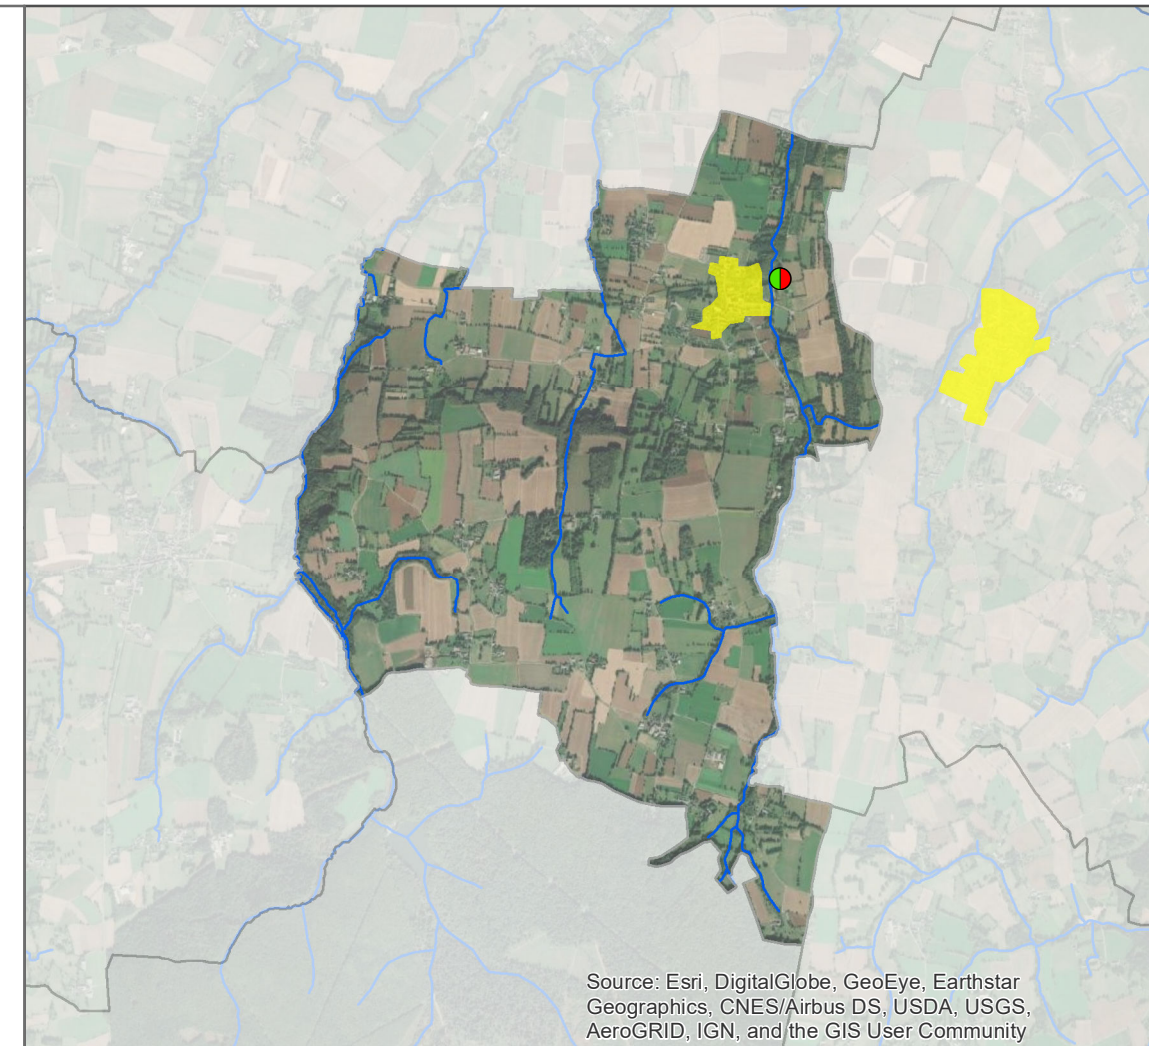 Source: Esri, DigitalGlobe, GeoEye, Earthstar
Geographics, CNES/Airbus DS, USDA, USGS,
AeroGRID, IGN, and the GIS User Community